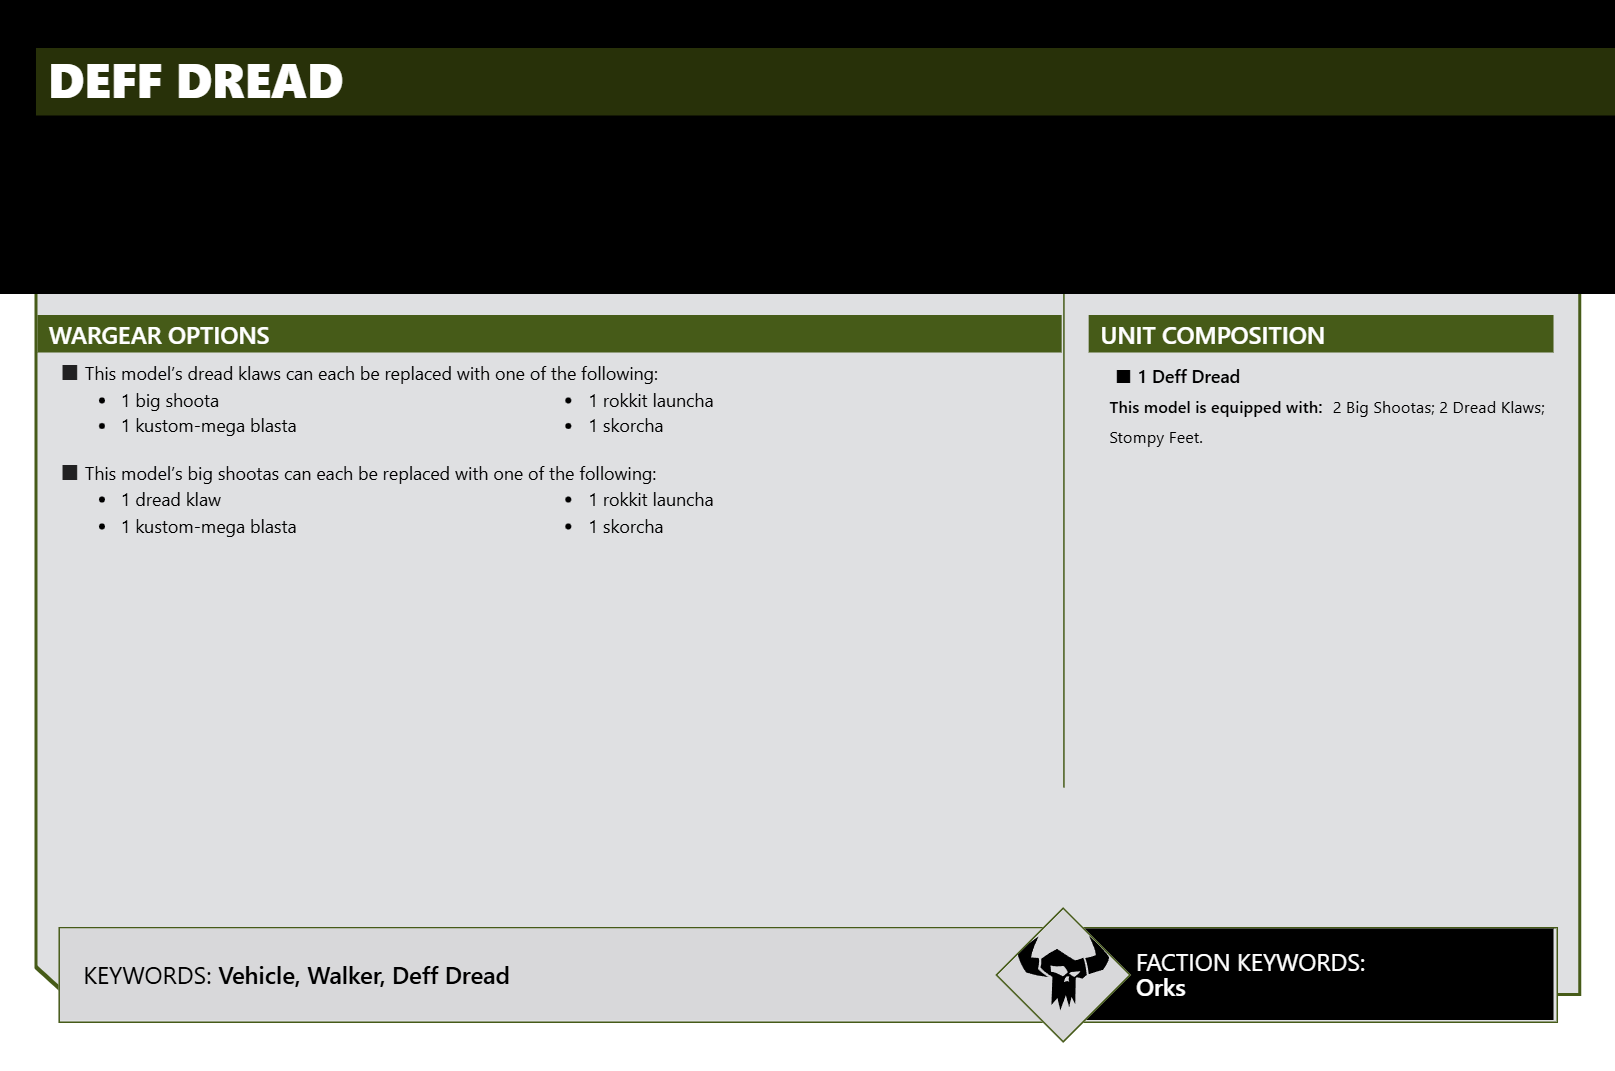 DEFF DREAD
WARGEAR OPTIONS
■ This model's dread klaws can each be replaced with one of the following:
• 1 big shoota
• 1 rokkit launcha
• 1 kustom-mega blasta
• 1 skorcha
■ This model's big shootas can each be replaced with one of the following:
• 1 dread klaw
• 1 rokkit launcha
• 1 kustom-mega blasta
• 1 skorcha
UNIT COMPOSITION
■ 1 Deff Dread
This model is equipped with: 2 Big Shootas; 2 Dread Klaws;
Stompy Feet.
KEYWORDS: Vehicle, Walker, Deff Dread
FACTION KEYWORDS:
Orks